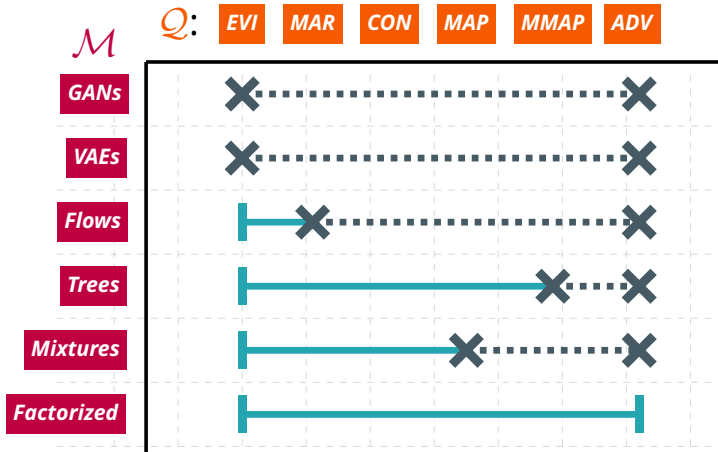 Q: EVI MAR CON MAP MMAP ADV
M
GANs
VAEs
Flows
Trees
Mixtures
Factorized